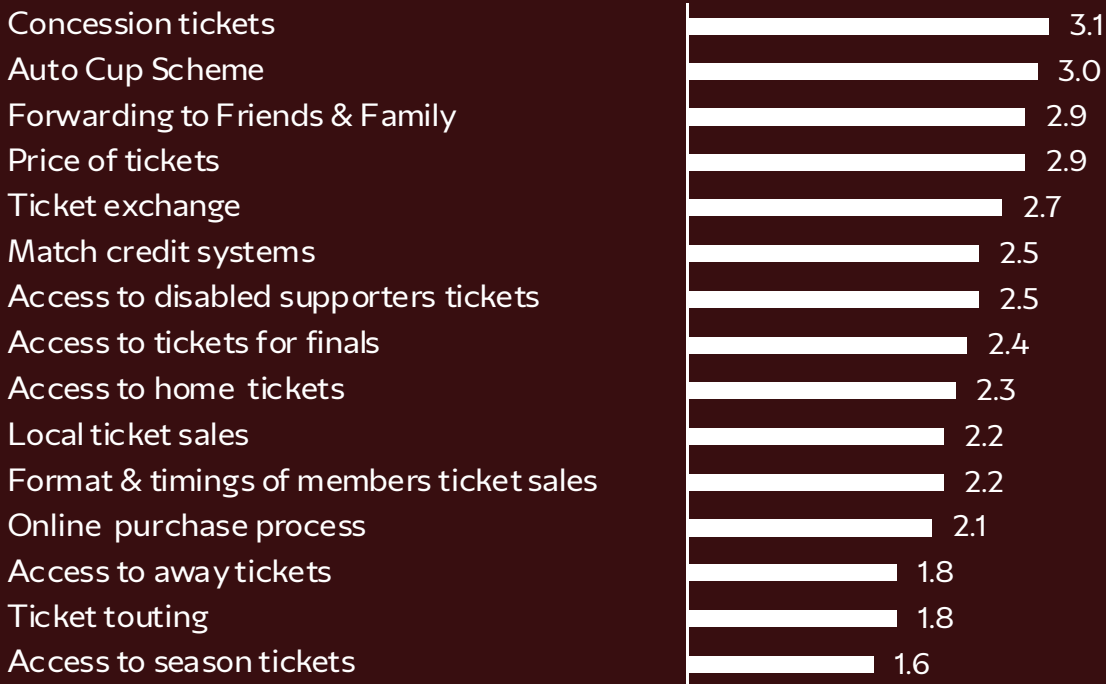 Concession tickets 3.1
Auto Cup Scheme 3.0
Forwarding to Friends & Family 2.9
Price of tickets 2.9
Ticket exchange 2.7
Match credit systems 2.5
Access to disabled supporters tickets 2.5
Access to tickets for finals 2.4
Access to home tickets 2.3
Local ticket sales 2.2
Format & timings of members ticket sales 2.2
Online purchase process 2.1
Access to away tickets 1.8
Ticket touting 1.8
Access to season tickets 1.6